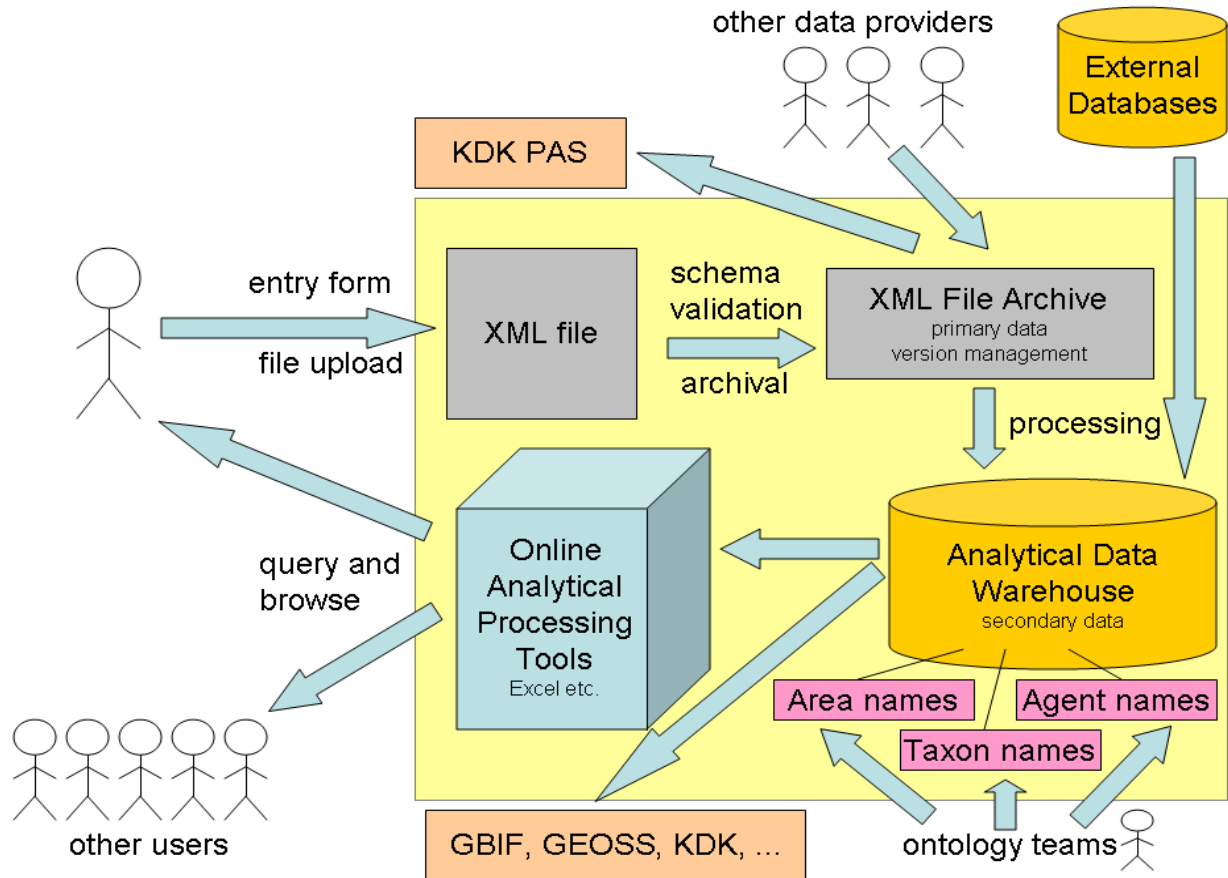 other data providers
External
Databases
KDK PAS
entry form
file upload
XML file
schema
validation
archival
XML File Archive
primary data
version management
processing
query and
browse
Online
Analytical
Processing
Tools
Excel etc.
Analytical Data
Warehouse
secondary data
Area names
Agent names
Taxon names
other users
GBIF, GEOSS, KDK, ...
ontology teams